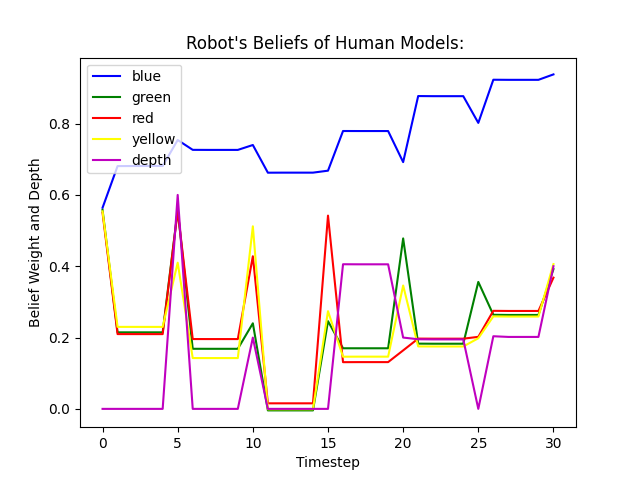 Robot's Beliefs of Human Models:
blue
green
red
yellow
depth
Belief Weight and Depth
0.8
0.6
0.4
0.2
0.0
0 5 10 15 20 25 30
Timestep